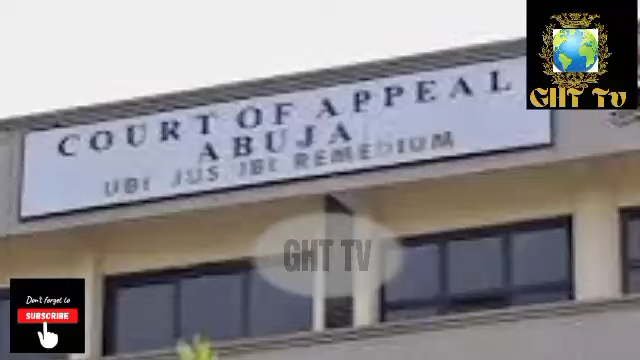 GHT TV
COURT OF APPEAL
ABUJA
UBI JUS IBI REMEDIUM
GHT TV
Don't forget to
SUBSCRIBE